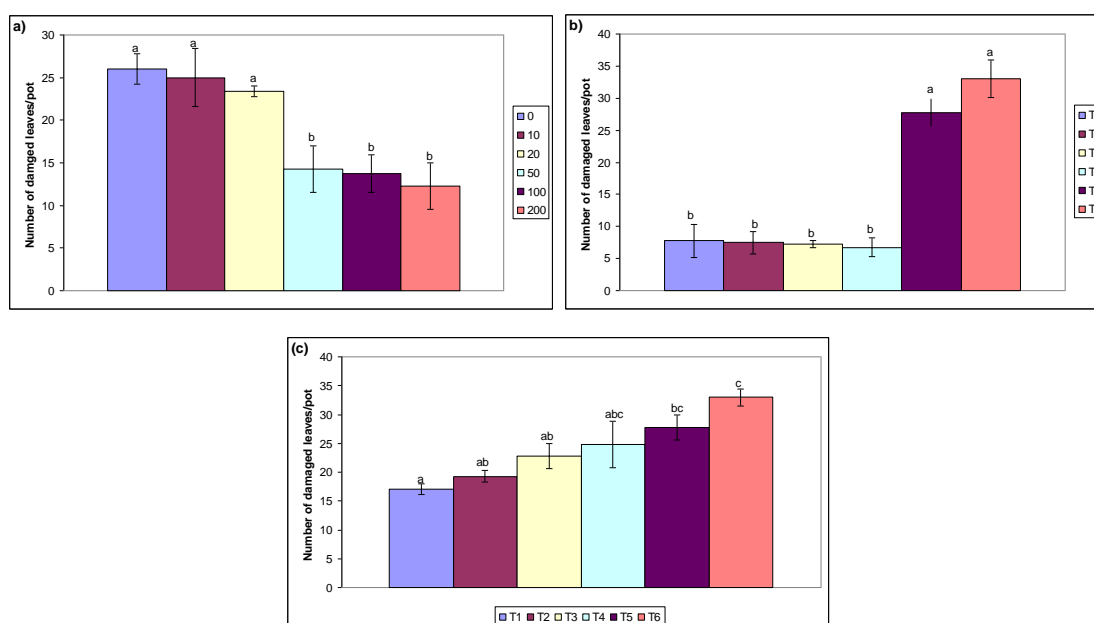 a)
Number of damged leaves/pot
30
25
20
15
10
5
0
a
a
a
b
b
b
0
10
20
50
100
200
b)
Number of damaged leaves/pot
40
35
30
25
20
15
10
5
0
b
b
b
b
a
a
T
T
T
T
T
T
(c)
Number of damaged leaves/pot
40
35
30
25
20
15
10
5
0
a
ab
ab
abc
bc
c
T1 T2 T3 T4 T5 T6